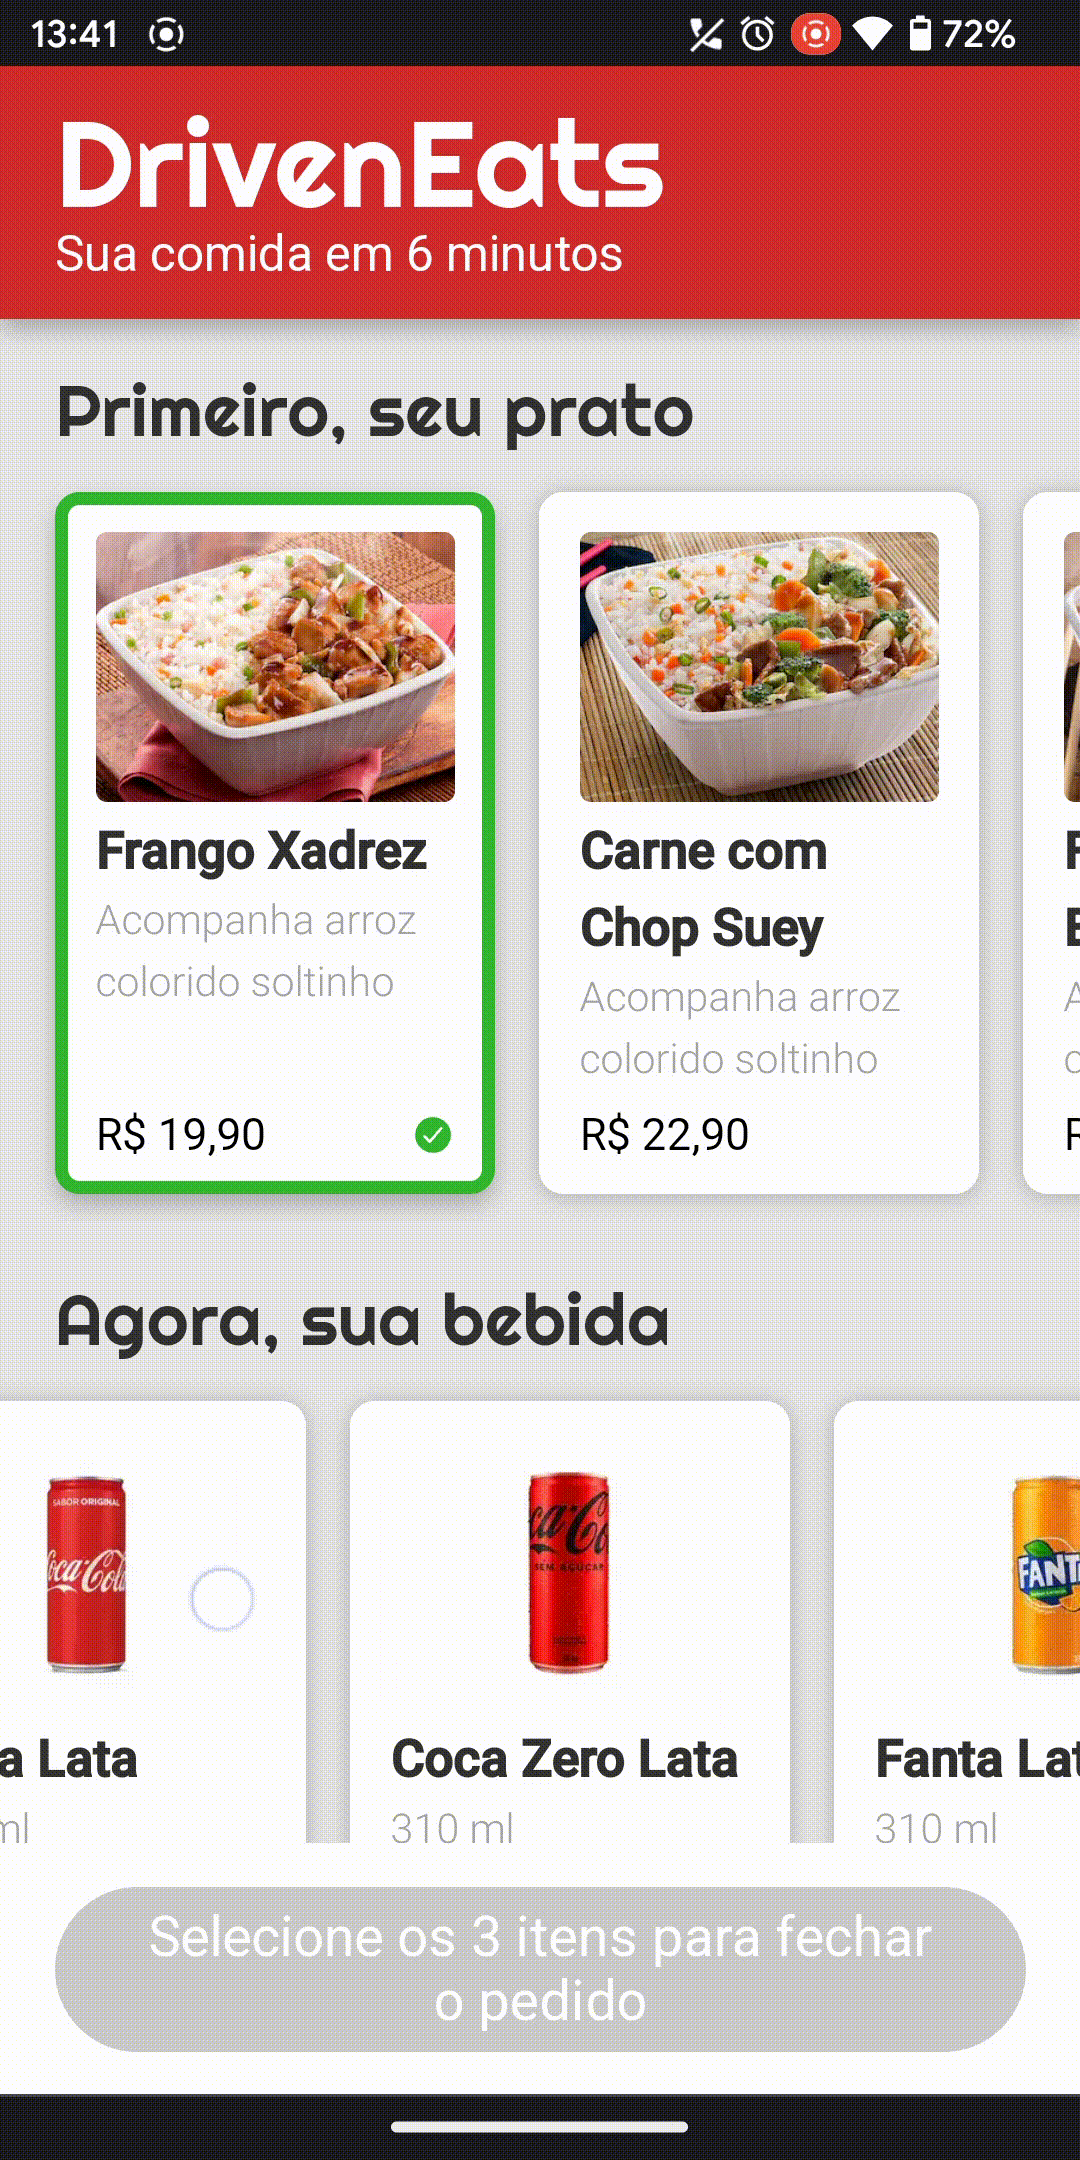 13:41
72%
DrivenEats
Sua comida em 6 minutos
Primeiro, seu prato
Frango Xadrez
Acompanha arroz
colorido soltinho
R$ 19,90
Carne com
Chop Suey
Acompanha arroz
colorido soltinho
R$ 22,90
Agora, sua bebida
SABOR ORIGINAL
Coca-Cola
a Lata
ml
SEM AÇÚCAR
Coca Zero Lata
310 ml
FANT
Fanta Lat
310 ml
Selecione os 3 itens para fechar
o pedido